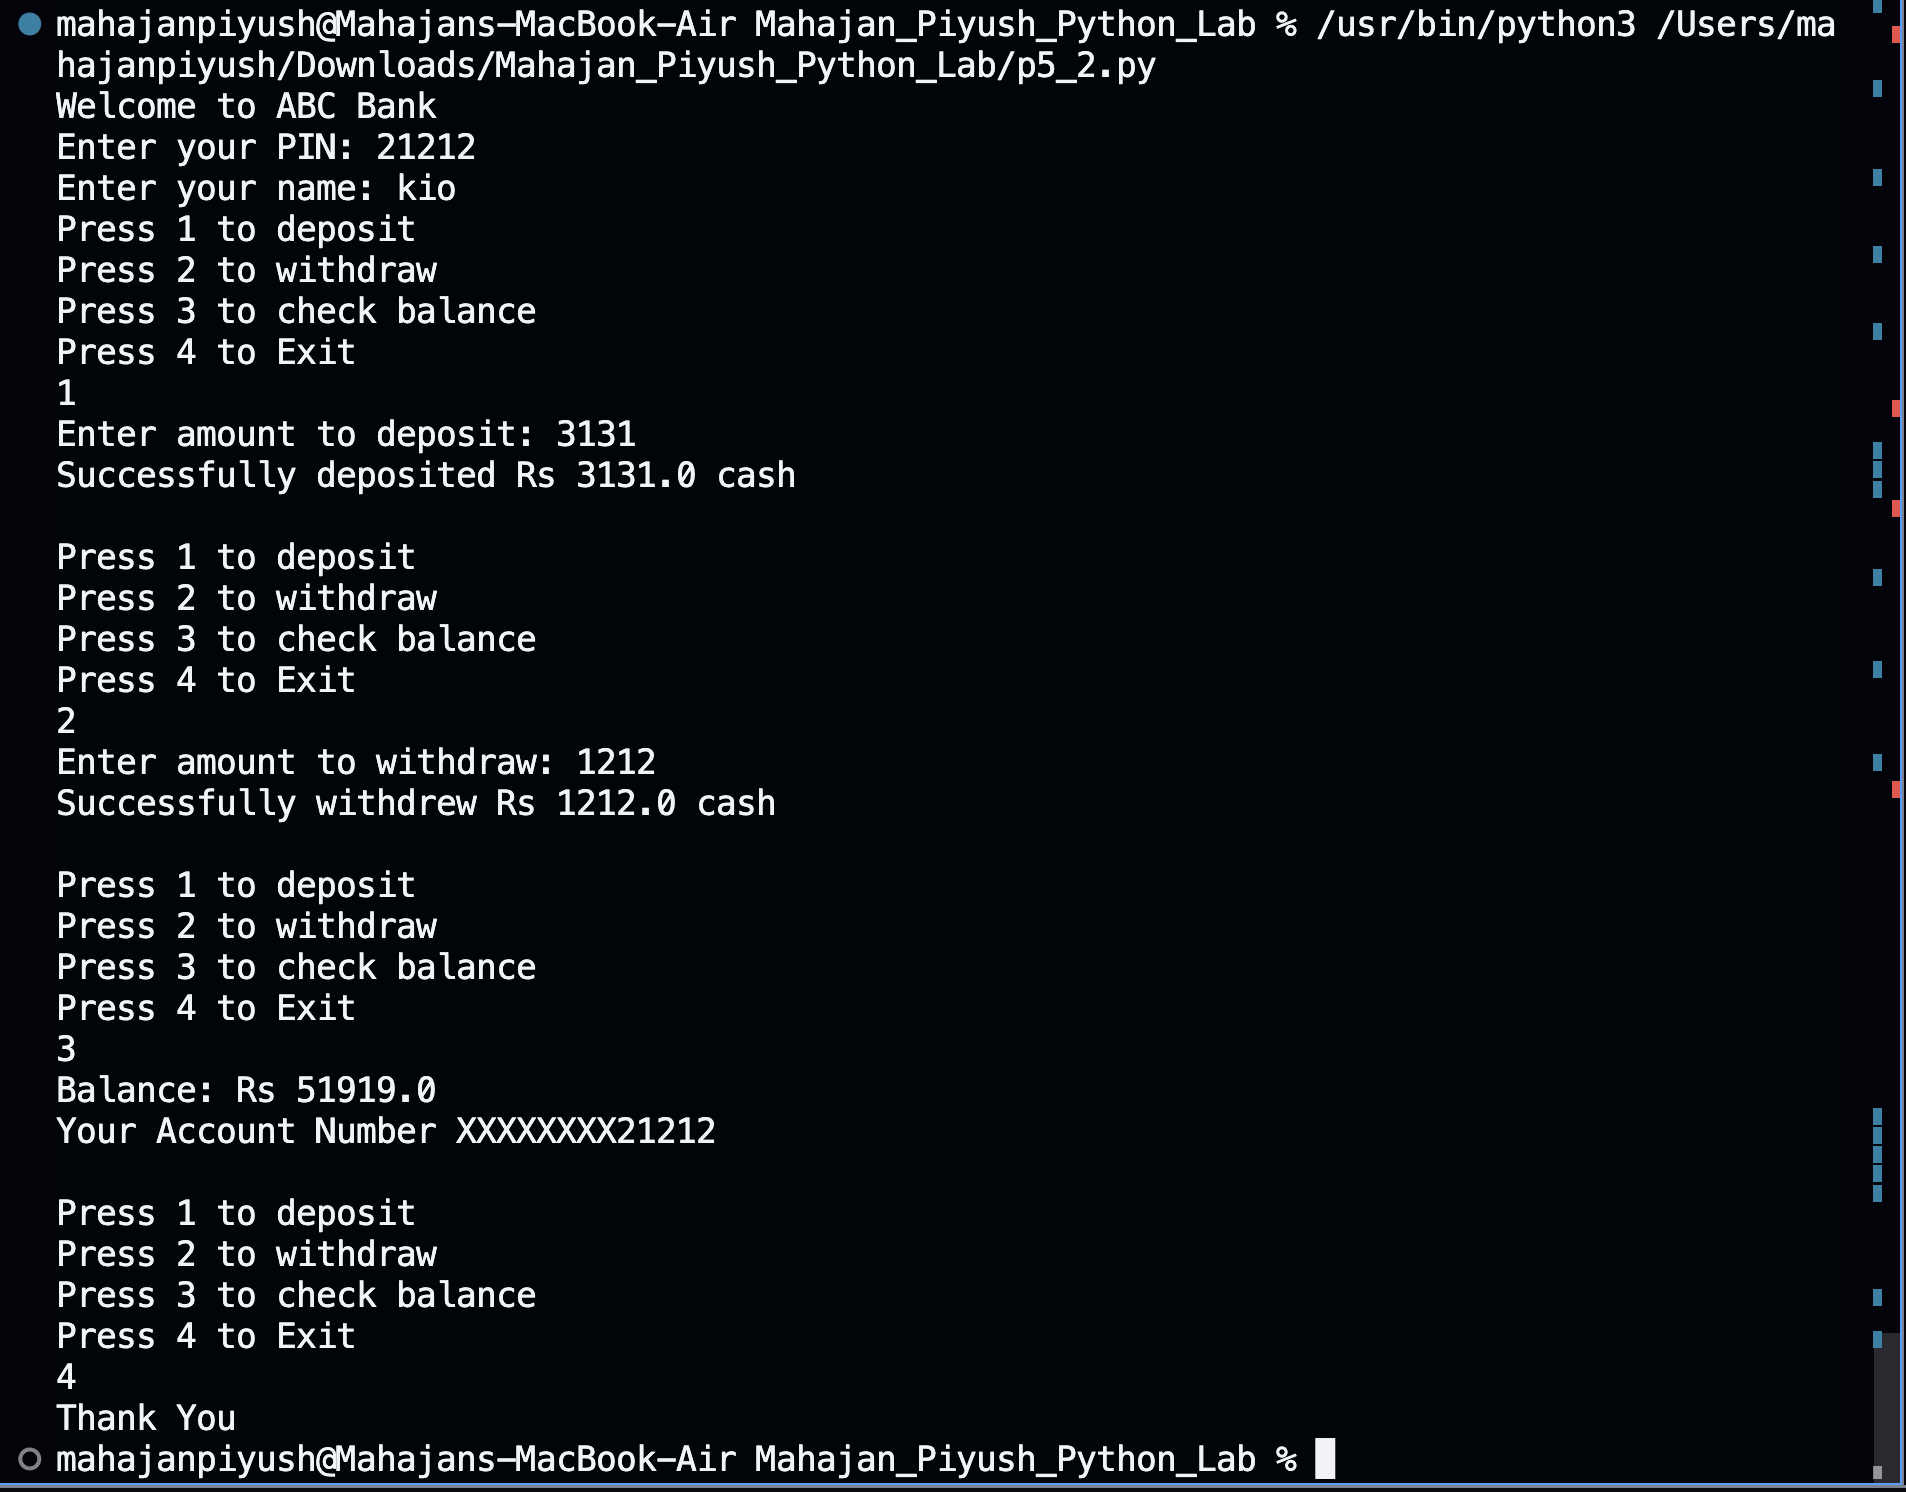 mahajanpiyush@Mahajans-MacBook-Air Mahajan_Piyush_Python_Lab % /usr/bin/python3 /Users/ma
hajanpiyush/Downloads/Mahajan_Piyush_Python_Lab/p5_2.py
Welcome to ABC Bank
Enter your PIN: 21212
Enter your name: kio
Press 1 to deposit
Press 2 to withdraw
Press 3 to check balance
Press 4 to Exit
1
Enter amount to deposit: 3131
Successfully deposited Rs 3131.0 cash

Press 1 to deposit
Press 2 to withdraw
Press 3 to check balance
Press 4 to Exit
2
Enter amount to withdraw: 1212
Successfully withdrew Rs 1212.0 cash

Press 1 to deposit
Press 2 to withdraw
Press 3 to check balance
Press 4 to Exit
3
Balance: Rs 51919.0
Your Account Number XXXXXXXX21212

Press 1 to deposit
Press 2 to withdraw
Press 3 to check balance
Press 4 to Exit
4
Thank You
mahajanpiyush@Mahajans-MacBook-Air Mahajan_Piyush_Python_Lab %